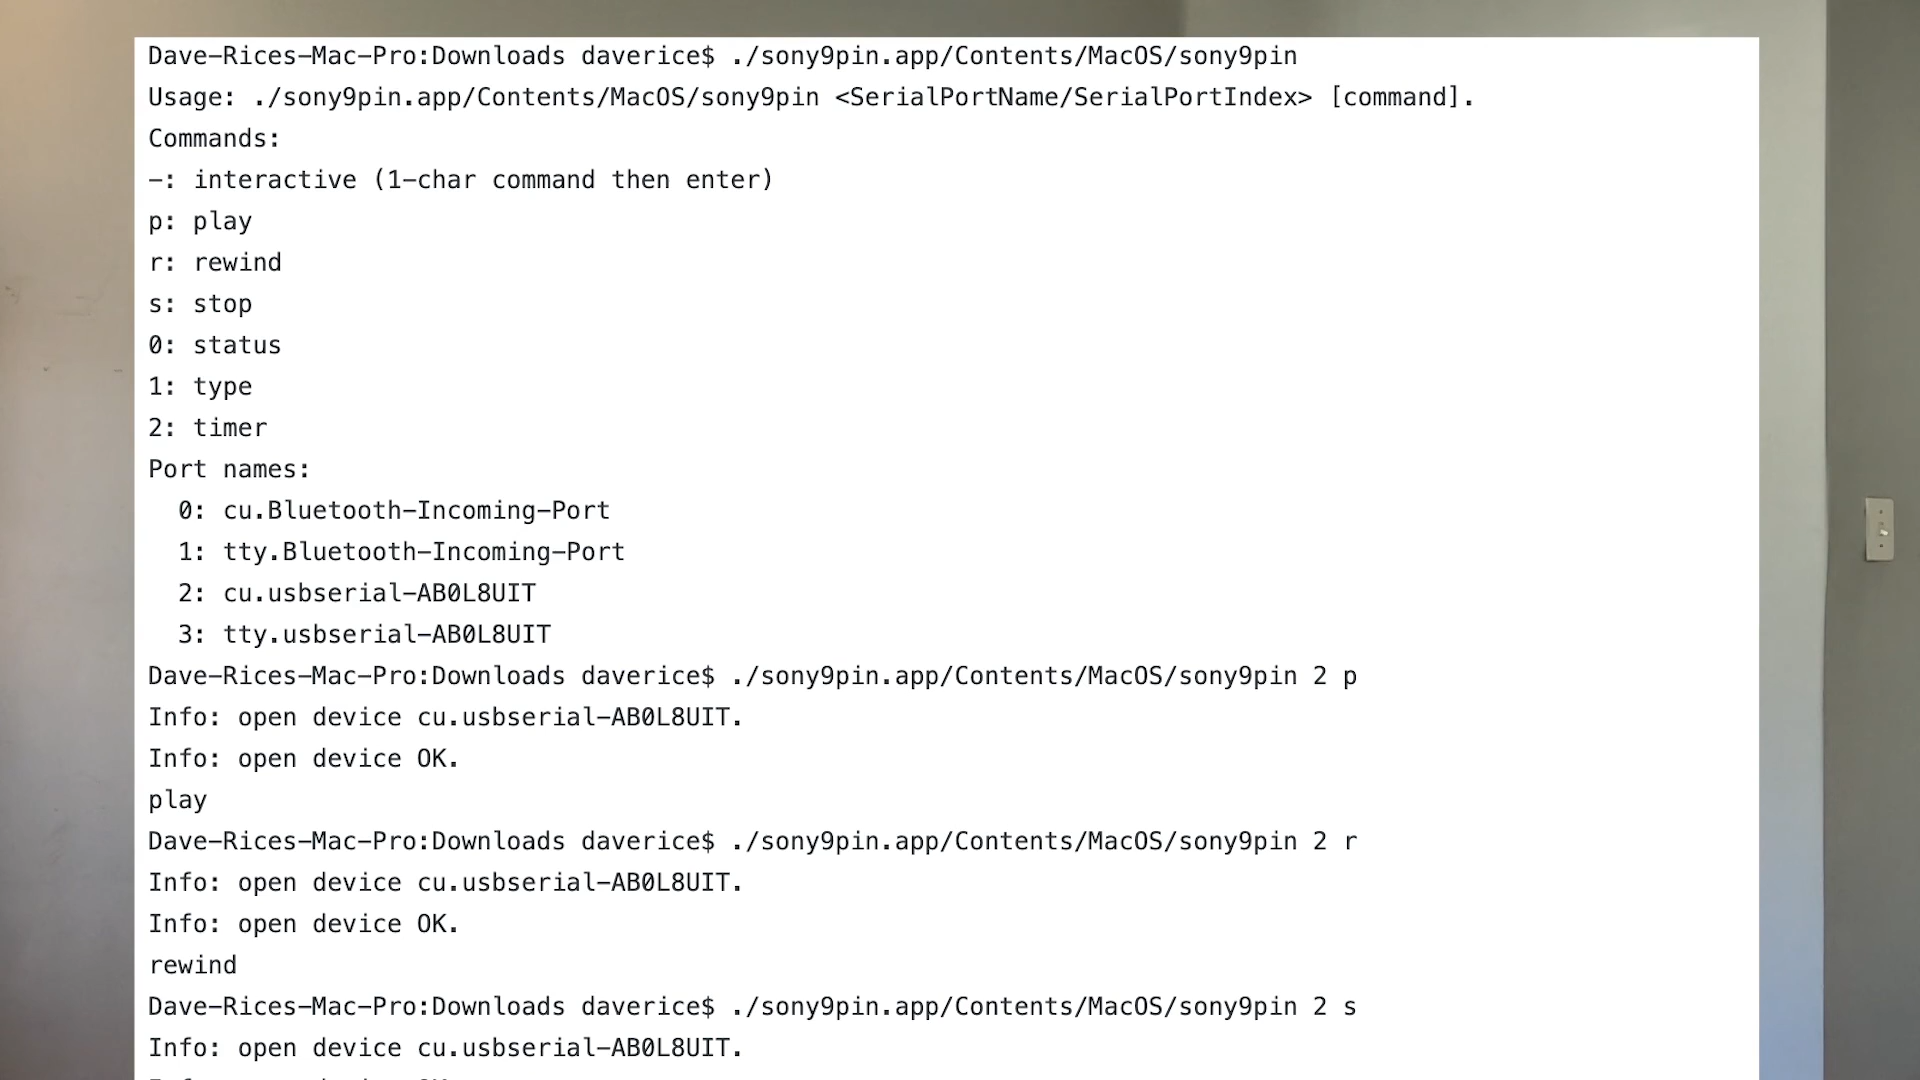 Dave-Rices-Mac-Pro:Downloads daverice$ ./sony9pin.app/Contents/MacOS/sony9pin
Usage: ./sony9pin.app/Contents/MacOS/sony9pin <SerialPortName/SerialPortIndex> [command].
Commands:
-: interactive (1-char command then enter)
p: play
r: rewind
s: stop
0: status
1: type
2: timer
Port names:
  0: cu.Bluetooth-Incoming-Port
  1: tty.Bluetooth-Incoming-Port
  2: cu.usbserial-AB0L8UIT
  3: tty.usbserial-AB0L8UIT
Dave-Rices-Mac-Pro:Downloads daverice$ ./sony9pin.app/Contents/MacOS/sony9pin 2 p
Info: open device cu.usbserial-AB0L8UIT.
Info: open device OK.
play
Dave-Rices-Mac-Pro:Downloads daverice$ ./sony9pin.app/Contents/MacOS/sony9pin 2 r
Info: open device cu.usbserial-AB0L8UIT.
Info: open device OK.
rewind
Dave-Rices-Mac-Pro:Downloads daverice$ ./sony9pin.app/Contents/MacOS/sony9pin 2 s
Info: open device cu.usbserial-AB0L8UIT.